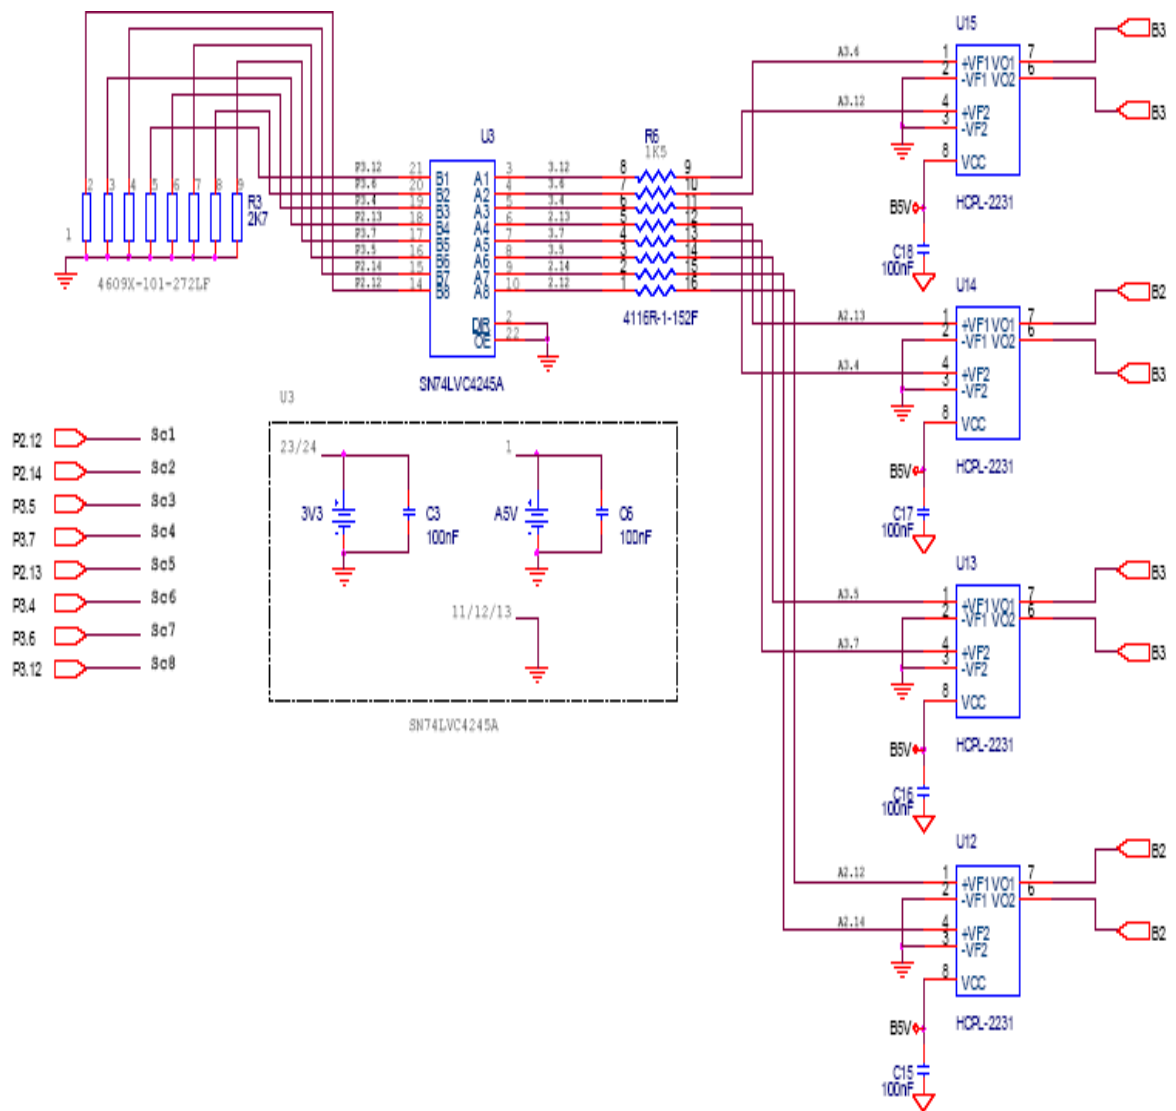 U15
B3
A3.6
1 +VF1 VO1 7
2 -VF1 VO2 6
A3.12
4 +VF2
3 -VF2
B3
8 VCC
B5V
HCPL-2231
C18
100nF
U3
R6
1K5
P3.12 21 B1 A1 3 3.12 8 9
P3.6 20 B2 A2 4 3.6 7 10
P3.4 19 B3 A3 5 3.4 6 11
P2.13 18 B4 A4 6 2.13 5 12
P3.7 17 B5 A5 7 3.7 4 13
P3.5 16 B6 A6 8 3.5 3 14
P2.14 15 B7 A7 9 2.14 2 15
P2.12 14 B8 A8 10 2.12 1 16
DIR 2
OE 22
SN74LVC4245A
4116R-1-152F
2 3 4 5 6 7 8 9
R3
2K7
1
4609X-101-272LF
U14
B2
A2.13
1 +VF1 VO1 7
2 -VF1 VO2 6
A3.4
4 +VF2
3 -VF2
B3
8 VCC
B5V
HCPL-2231
C17
100nF
P2.12 Sc1
P2.14 Sc2
P3.5 Sc3
P3.7 Sc4
P2.13 Sc5
P3.4 Sc6
P3.6 Sc7
P3.12 Sc8
U3
23/24
1
3V3
C3
100nF
A5V
C6
100nF
11/12/13
SN74LVC4245A
U13
B3
A3.5
1 +VF1 VO1 7
2 -VF1 VO2 6
A3.7
4 +VF2
3 -VF2
B3
8 VCC
B5V
HCPL-2231
C16
100nF
U12
B2
A2.12
1 +VF1 VO1 7
2 -VF1 VO2 6
A2.14
4 +VF2
3 -VF2
B2
8 VCC
B5V
HCPL-2231
C15
100nF